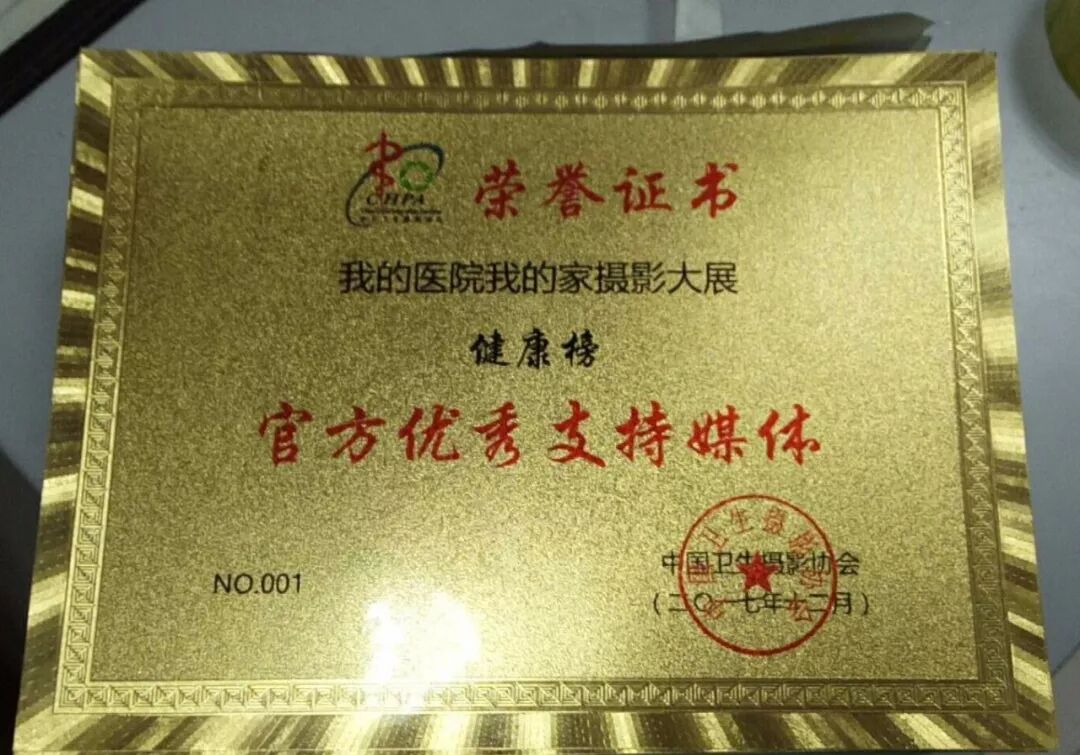 CHPA
荣誉证书
我的医院我的家摄影大展
健康榜
官方优秀支持媒体
NO.001
中国卫生摄影协会
(二〇一七年十二月)